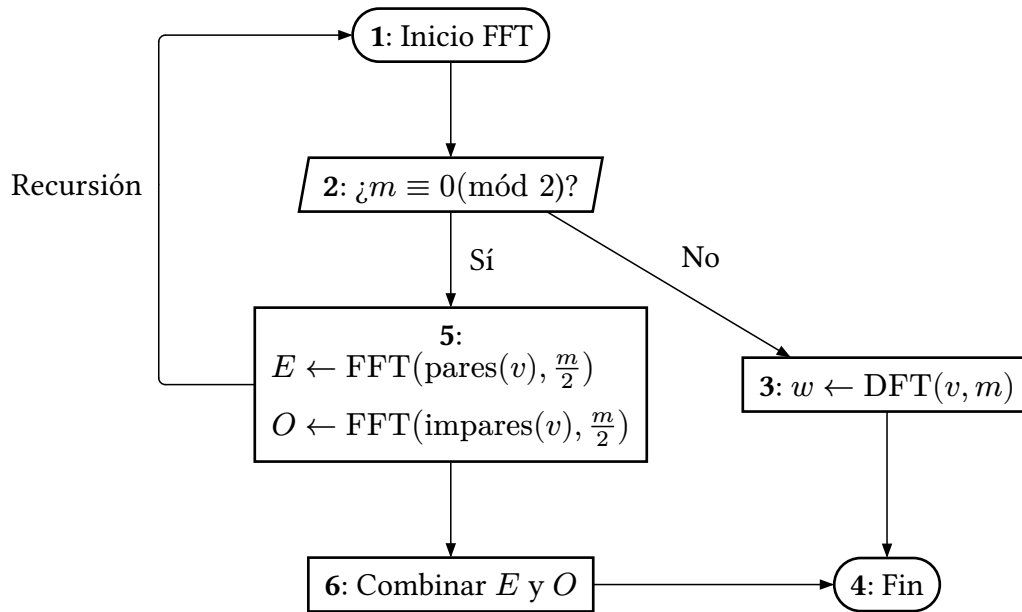 1: Inicio FFT
Recursión
2: ¿m ≡ 0(mód 2)?
Sí
No
5:
E ← FFT(pares(v), m/2)
O ← FFT(impares(v), m/2)
3: w ← DFT(v, m)
6: Combinar E y O
4: Fin